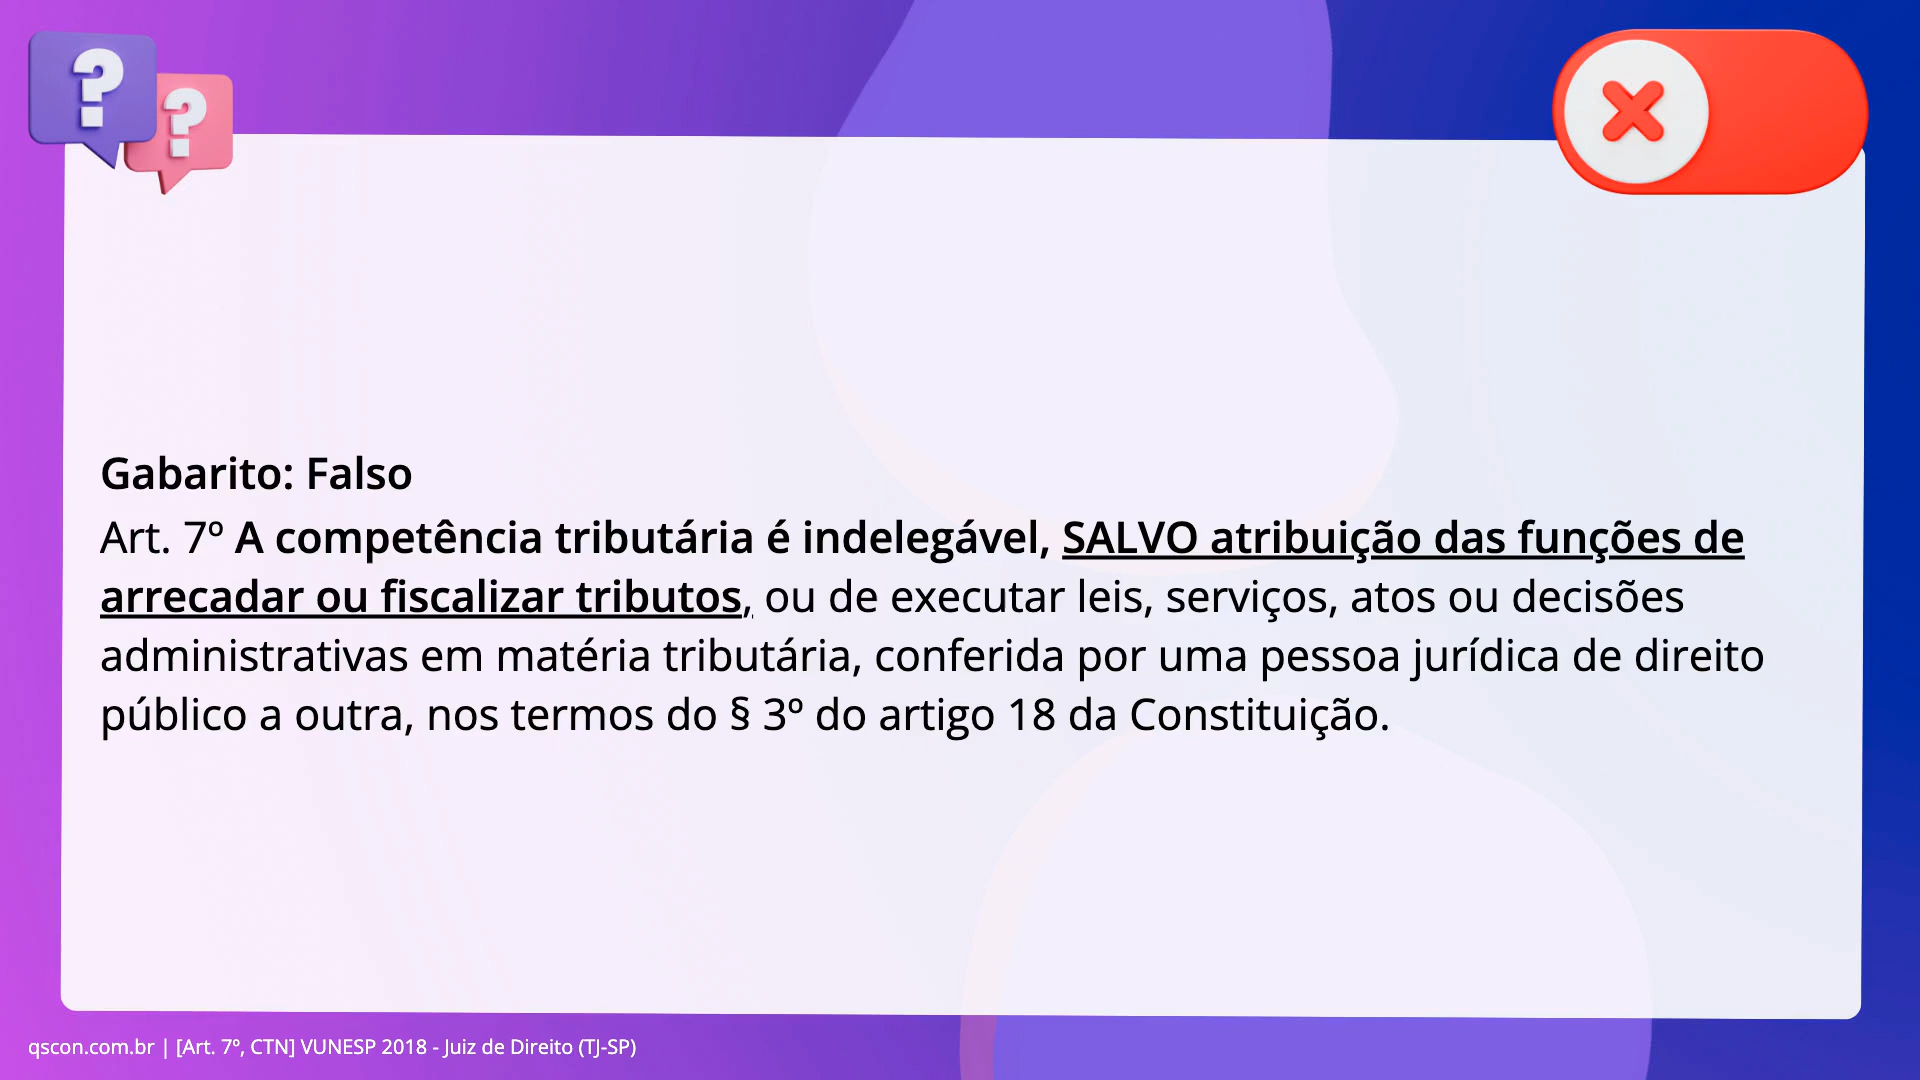 ?
?
Gabarito: Falso
Art. 7º A competência tributária é indelegável, SALVO atribuição das funções de
arrecadar ou fiscalizar tributos, ou de executar leis, serviços, atos ou decisões
administrativas em matéria tributária, conferida por uma pessoa jurídica de direito
público a outra, nos termos do § 3º do artigo 18 da Constituição.
qscon.com.br | [Art. 7º, CTN] VUNESP 2018 - Juiz de Direito (TJ-SP)